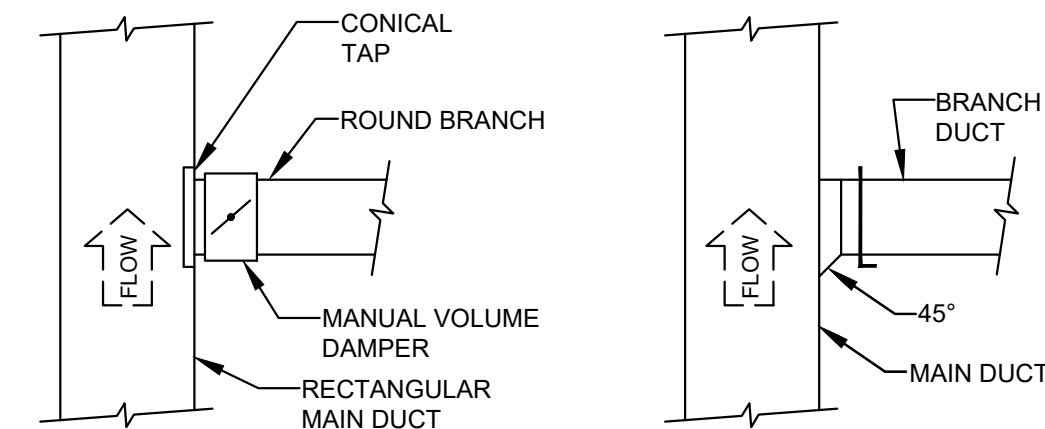 CONICAL
TAP
ROUND BRANCH
FLOW
MANUAL VOLUME
DAMPER
RECTANGULAR
MAIN DUCT
BRANCH
DUCT
FLOW
45°
MAIN DUCT